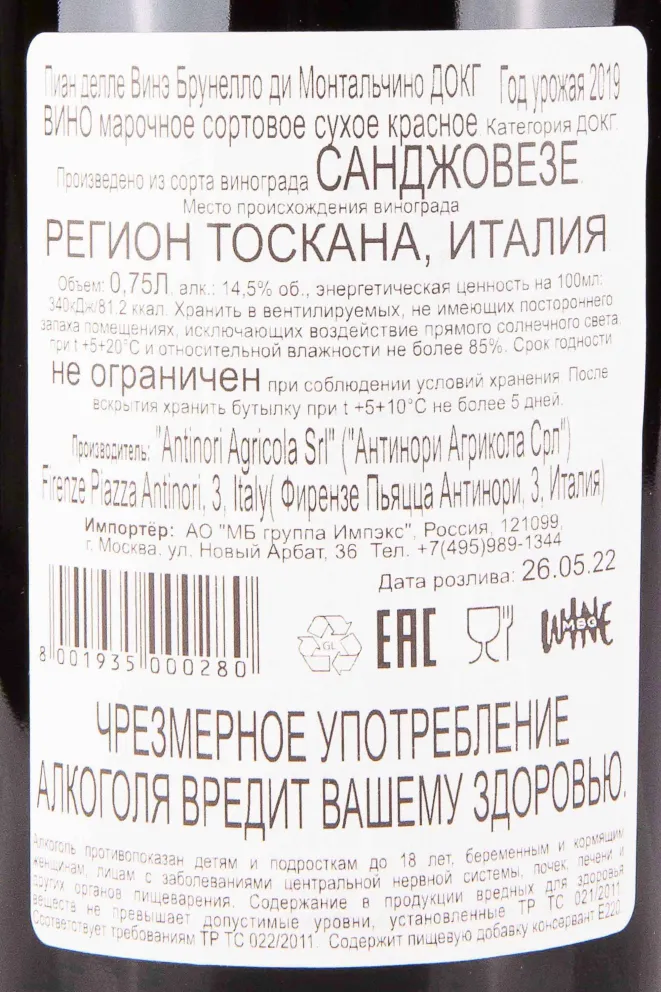 Пиан делле Винэ Брунелло ди Монтальчино ДОКГ Год урожая 2019
ВИНО марочное сортовое сухое красное. Категория ДОКГ.
Произведено из сорта винограда САНДЖОВЕЗЕ.
Место происхождения винограда
РЕГИОН ТОСКАНА, ИТАЛИЯ
Объем: 0,75Л, алк.: 14,5% об., энергетическая ценность на 100мл:
340кДж/81.2 ккал. Хранить в вентилируемых, не имеющих постороннего
запаха помещениях, исключающих воздействие прямого солнечного света,
при t +5+20°С и относительной влажности не более 85%. Срок годности
не ограничен при соблюдении условий хранения. После
вскрытия хранить бутылку при t +5+10°С не более 5 дней.
Производитель: "Antinori Agricola Srl" ("Антинори Агрикола Срл")
Firenze Piazza Antinori, 3, Italy( Фирензе Пьяцца Антинори, 3, Италия)
Импортёр: АО "МБ группа Импэкс", Россия, 121099,
г. Москва, ул. Новый Арбат, 36 Тел. +7(495)989-1344
Дата розлива: 26.05.22
8 001935 000280
GL
EAC
WINE
MBG
ЧРЕЗМЕРНОЕ УПОТРЕБЛЕНИЕ
АЛКОГОЛЯ ВРЕДИТ ВАШЕМУ ЗДОРОВЬЮ.
Алкоголь противопоказан детям и подросткам до 18 лет, беременным и кормящим
женщинам, лицам с заболеваниями центральной нервной системы, почек, печени и
других органов пищеварения. Содержание в продукции вредных для здоровья
веществ не превышает допустимые уровни, установленные ТР ТС 021/2011.
Соответствует требованиям ТР ТС 022/2011. Содержит пищевую добавку консервант Е220.